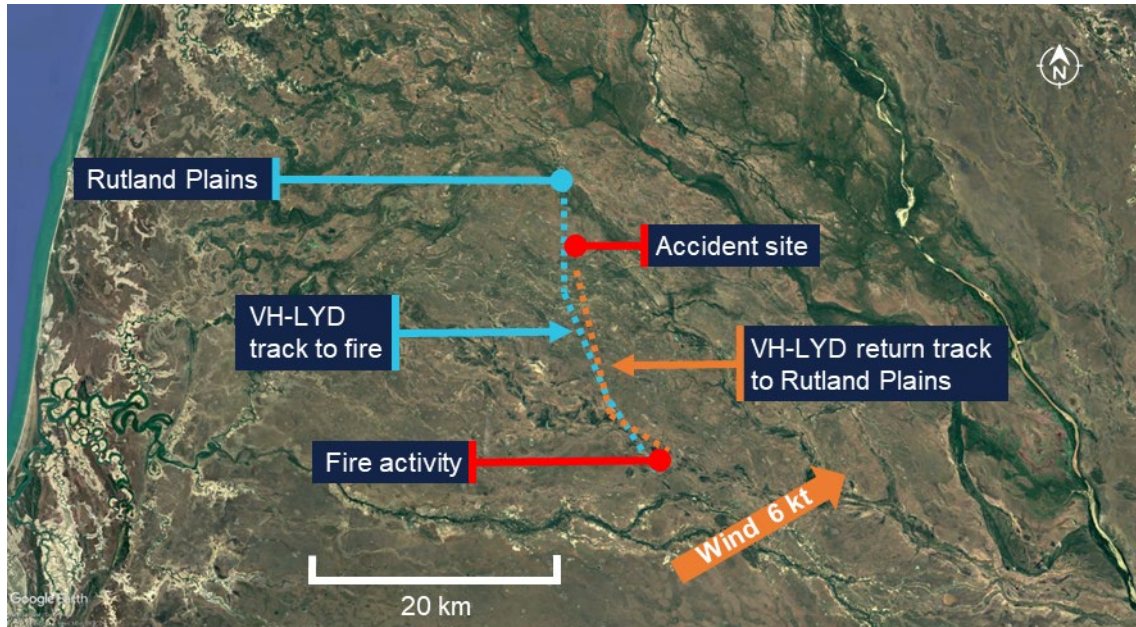 N
Rutland Plains
Accident site
VH-LYD
track to fire
VH-LYD return track
to Rutland Plains
Fire activity
Wind 6 kt
20 km
Google Earth